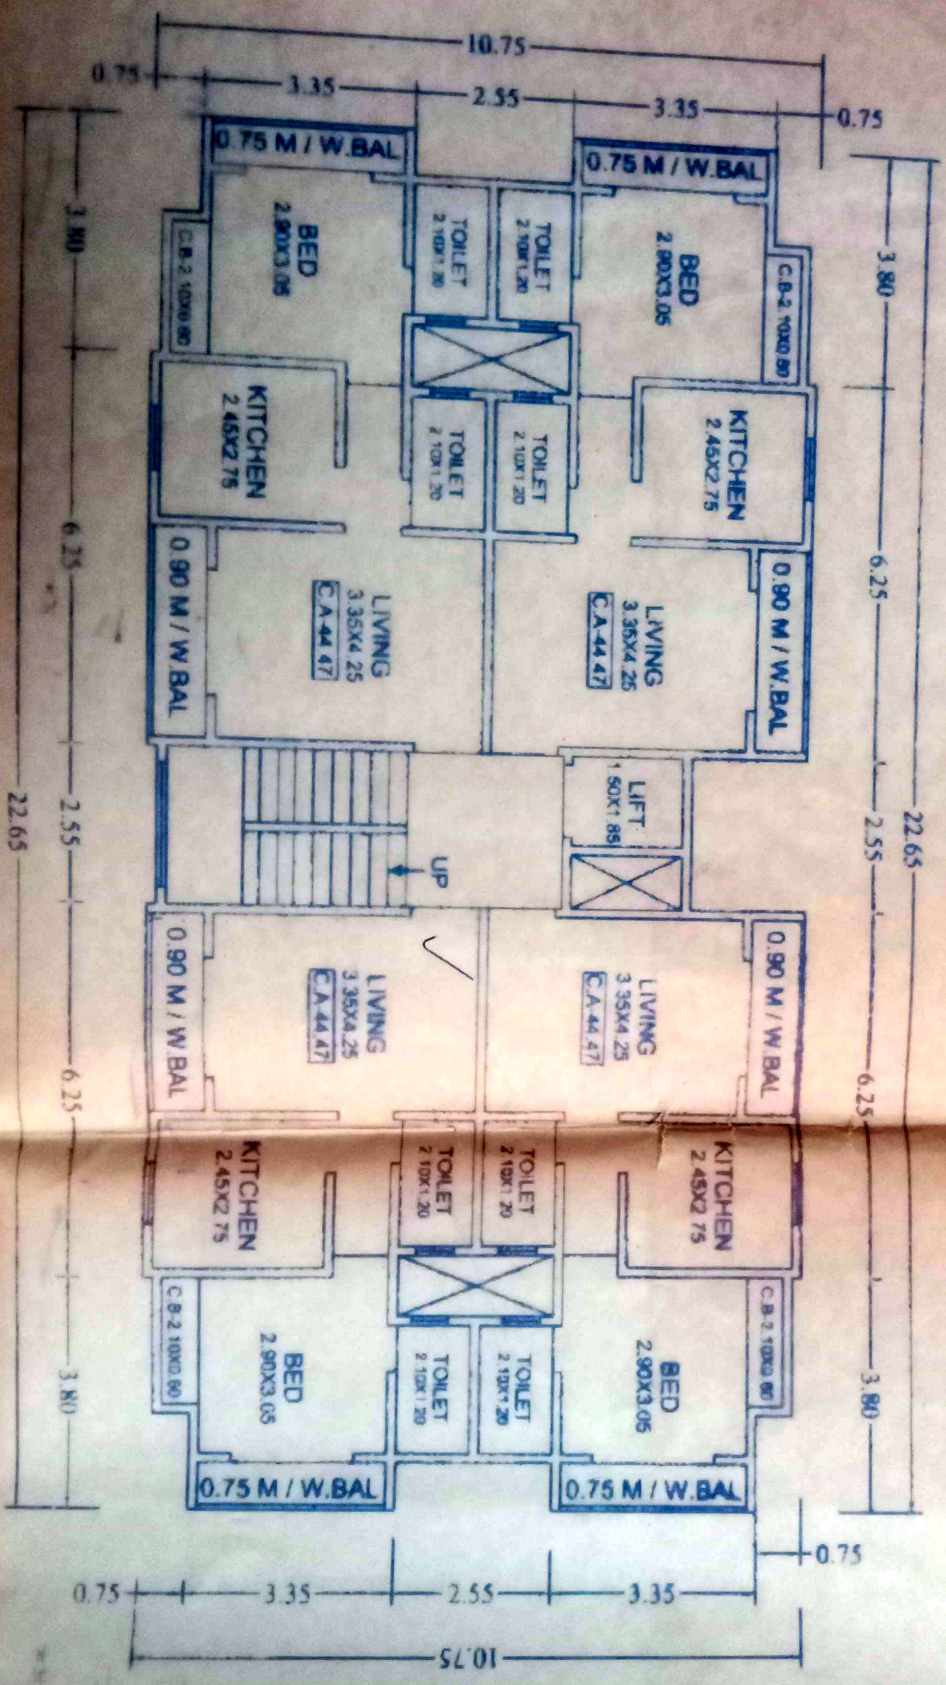 10.75
0.75
3.35
2.55
3.35
0.75
0.75 M / W.BAL
0.75 M / W.BAL
3.80
C.B-2.10X0.60
BED
2.90X3.05
TOILET
2.10X1.20
TOILET
2.10X1.20
BED
2.90X3.05
C.B-2.10X0.60
3.80
KITCHEN
2.45X2.75
TOILET
2.10X1.20
TOILET
2.10X1.20
KITCHEN
2.45X2.75
6.25
0.90 M / W.BAL
LIVING
3.35X4.25
C.A-44.47
LIVING
3.35X4.25
C.A-44.47
0.90 M / W.BAL
6.25
22.65
2.55
UP
LIFT
1.50X1.85
2.55
22.65
0.90 M / W.BAL
LIVING
3.35X4.25
C.A-44.47
LIVING
3.35X4.25
C.A-44.47
0.90 M / W.BAL
6.25
6.25
KITCHEN
2.45X2.75
TOILET
2.10X1.20
TOILET
2.10X1.20
KITCHEN
2.45X2.75
3.80
C.B-2.10X0.60
BED
2.90X3.05
TOILET
2.10X1.20
TOILET
2.10X1.20
BED
2.90X3.05
C.B-2.10X0.60
3.80
0.75 M / W.BAL
0.75 M / W.BAL
0.75
0.75
3.35
2.55
3.35
10.75